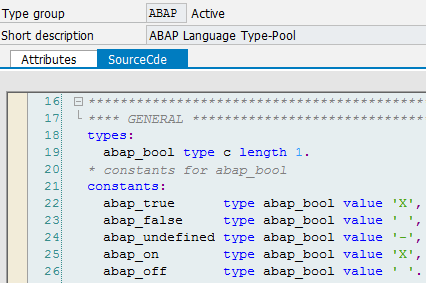 Type group ABAP Active
Short description ABAP Language Type-Pool
Attributes SourceCde
16 ******************************************
17 **** GENERAL *****************************
18 types:
19 abap_bool type c length 1.
20 * constants for abap_bool
21 constants:
22 abap_true type abap_bool value 'X',
23 abap_false type abap_bool value ' ',
24 abap_undefined type abap_bool value '-',
25 abap_on type abap_bool value 'X',
26 abap_off type abap_bool value ' '.